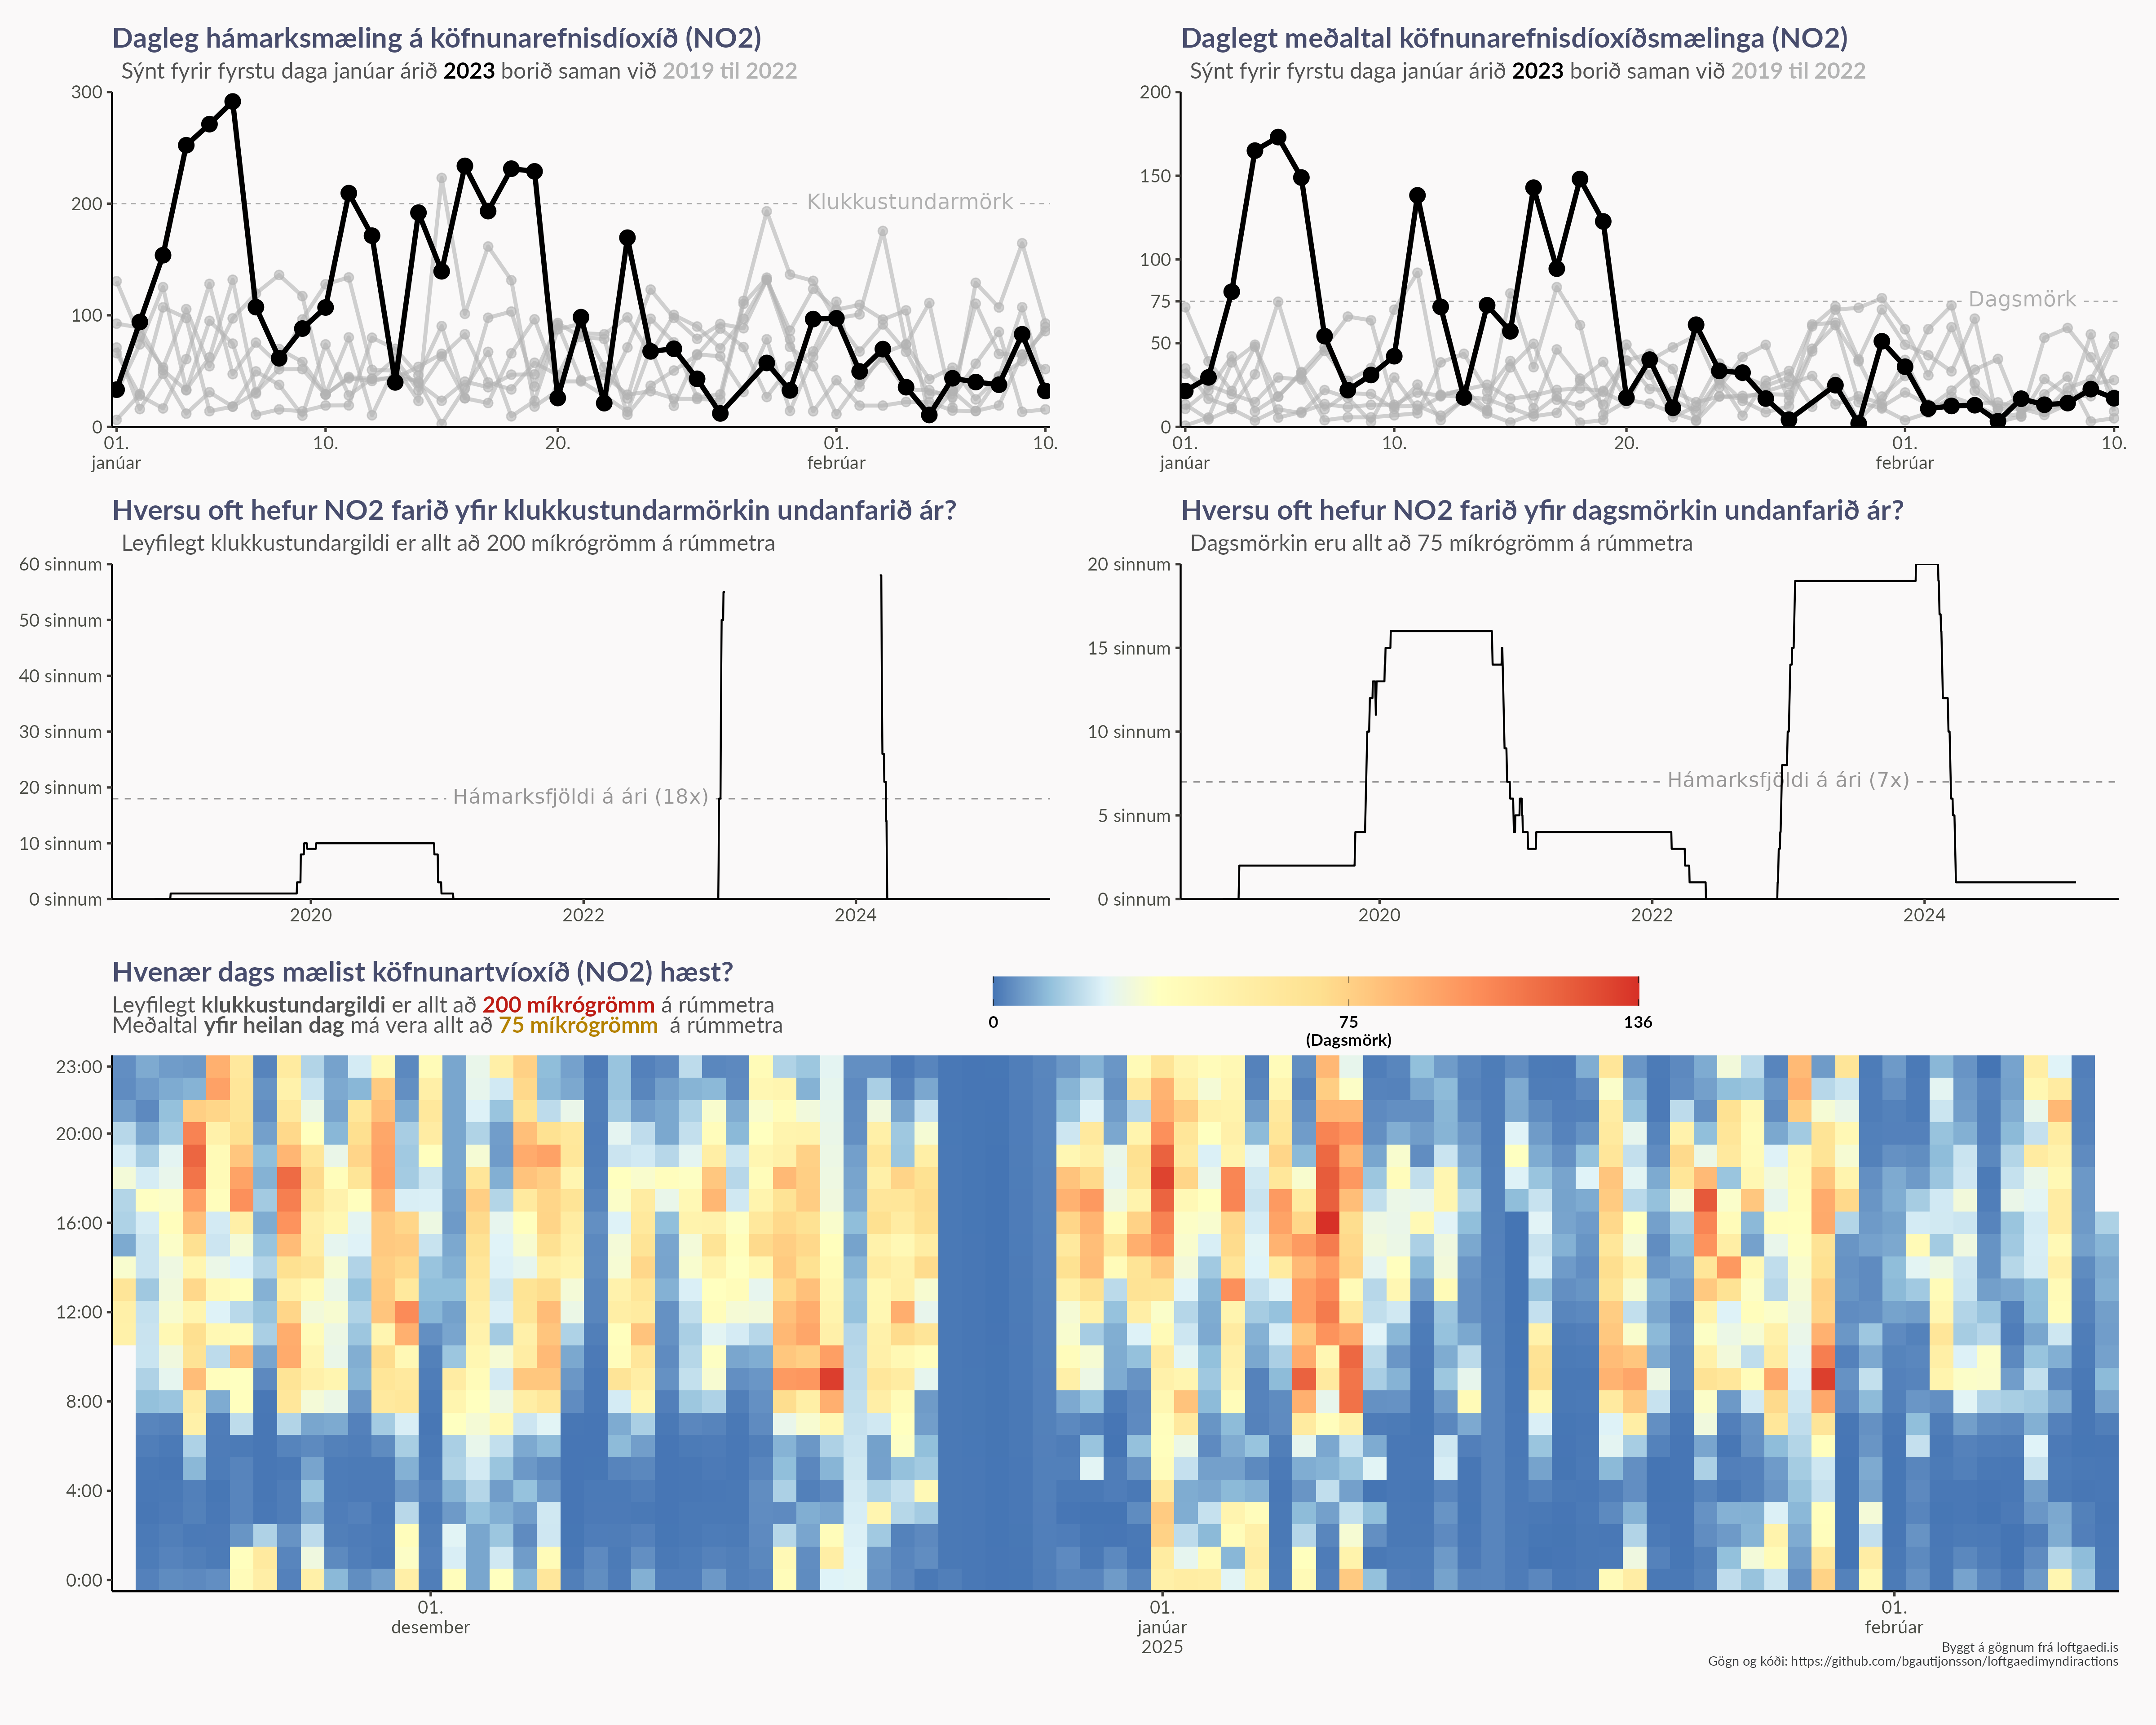 Dagleg hámarksmæling á köfnunarefnisdíoxíð (NO2)
Sýnt fyrir fyrstu daga janúar árið 2023 borið saman við 2019 til 2022
300
200
100
0
Klukkustundarmörk
01. 10. 20. 01. 10.
janúar febrúar
Daglegt meðaltal köfnunarefnisdíoxíðsmælinga (NO2)
Sýnt fyrir fyrstu daga janúar árið 2023 borið saman við 2019 til 2022
200
150
100
75
50
0
Dagsmörk
01. 10. 20. 01. 10.
janúar febrúar
Hversu oft hefur NO2 farið yfir klukkustundarmörkin undanfarið ár?
Leyfilegt klukkustundargildi er allt að 200 míkrógrömm á rúmmetra
60 sinnum
50 sinnum
40 sinnum
30 sinnum
20 sinnum
10 sinnum
0 sinnum
Hámarksfjöldi á ári (18x)
2020 2022 2024
Hversu oft hefur NO2 farið yfir dagsmörkin undanfarið ár?
Dagsmörkin eru allt að 75 míkrógrömm á rúmmetra
20 sinnum
15 sinnum
10 sinnum
5 sinnum
0 sinnum
Hámarksfjöldi á ári (7x)
2020 2022 2024
Hvenær dags mælist köfnunartvíoxíð (NO2) hæst?
Leyfilegt klukkustundargildi er allt að 200 míkrógrömm á rúmmetra
Meðaltal yfir heilan dag má vera allt að 75 míkrógrömm á rúmmetra
0 75 136
(Dagsmörk)
23:00
20:00
16:00
12:00
8:00
4:00
0:00
01. 01. 01.
desember janúar febrúar
2025
Byggt á gögnum frá loftgaedi.is
Gögn og kóði: https://github.com/bgautijonsson/loftgaedimyndiractions